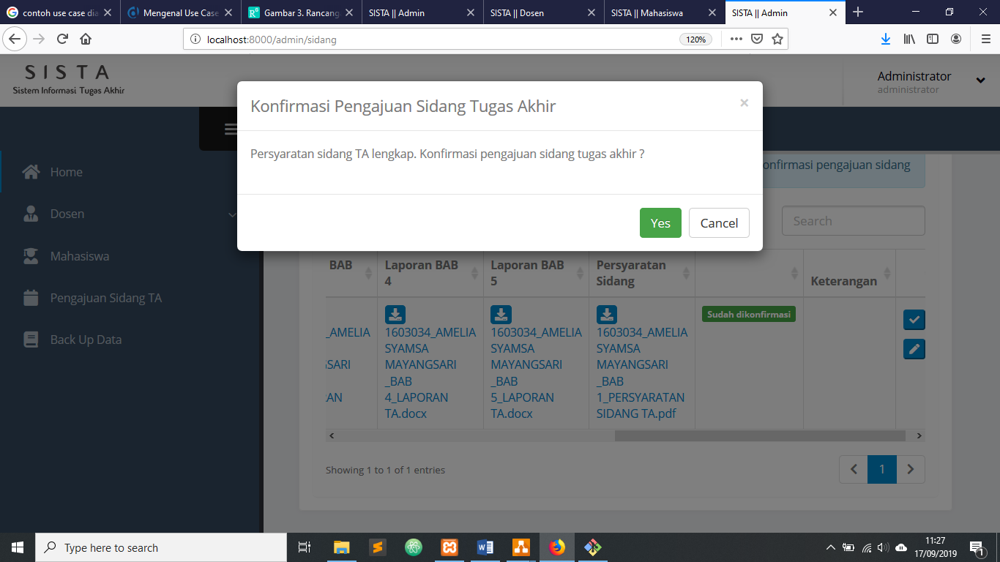 contoh use case dia
Mengenal Use Case
Gambar 3. Rancang
SISTA || Admin
SISTA || Dosen
SISTA || Mahasiswa
SISTA || Admin
localhost:8000/admin/sidang
120%
SISTA
Sistem Informasi Tugas Akhir
Administrator
administrator
Konfirmasi Pengajuan Sidang Tugas Akhir
×
Persyaratan sidang TA lengkap. Konfirmasi pengajuan sidang tugas akhir ?
Yes
Cancel
Home
Dosen
Mahasiswa
Pengajuan Sidang TA
Back Up Data
onfirmasi pengajuan sidang
Search
BAB
Laporan BAB
4
Laporan BAB
5
Persyaratan
Sidang
Keterangan
_AMELIA
GSARI
AN
1603034_AMELIA
SYAMSA
MAYANGSARI
_BAB
4_LAPORAN
TA.docx
1603034_AMELIA
SYAMSA
MAYANGSARI
_BAB
5_LAPORAN
TA.docx
1603034_AMELIA
SYAMSA
MAYANGSARI
_BAB
1_PERSYARATAN
SIDANG TA.pdf
Sudah dikonfirmasi
Showing 1 to 1 of 1 entries
1
Type here to search
11:27
17/09/2019
1